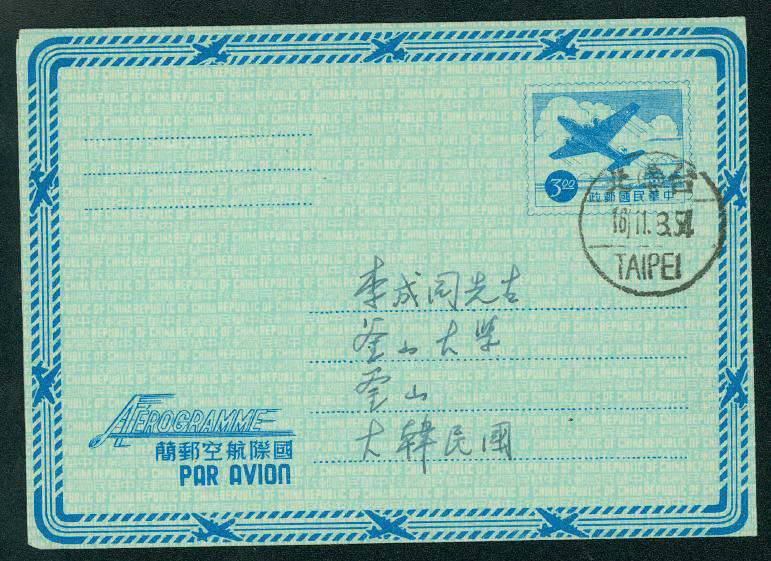 3.00
政郵國民華中
北 台
16.11.3.54
TAIPEI
李成同先
釜山大學
釜山
大韓民國
AEROGRAMME
簡郵空航際國
PAR AVION
REPUBLIC OF CHINA